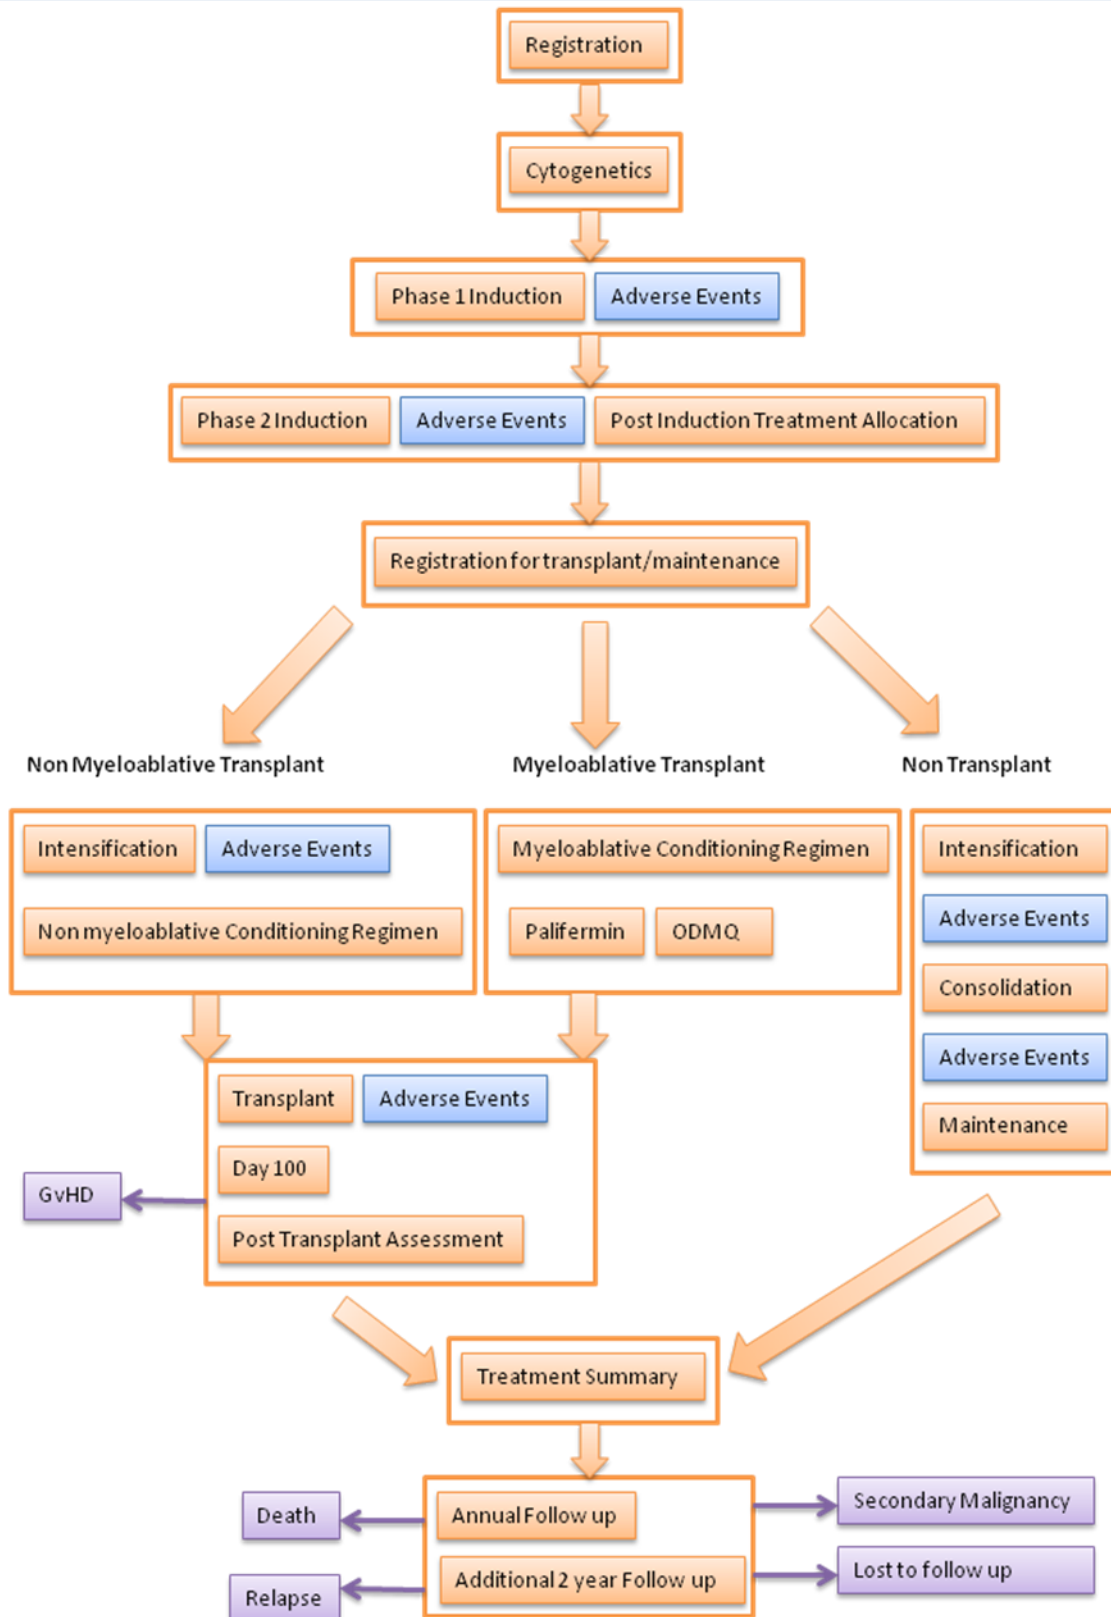 Registration
Cytogenetics
Phase 1 Induction
Adverse Events
Phase 2 Induction
Adverse Events
Post Induction Treatment Allocation
Registration for transplant/maintenance
Non Myeloablative Transplant
Myeloablative Transplant
Non Transplant
Intensification
Adverse Events
Non myeloablative Conditioning Regimen
Myeloablative Conditioning Regimen
Palifermin
ODMQ
Intensification
Adverse Events
Consolidation
Adverse Events
Maintenance
Transplant
Adverse Events
Day 100
GvHD
Post Transplant Assessment
Treatment Summary
Death
Annual Follow up
Secondary Malignancy
Relapse
Additional 2 year Follow up
Lost to follow up